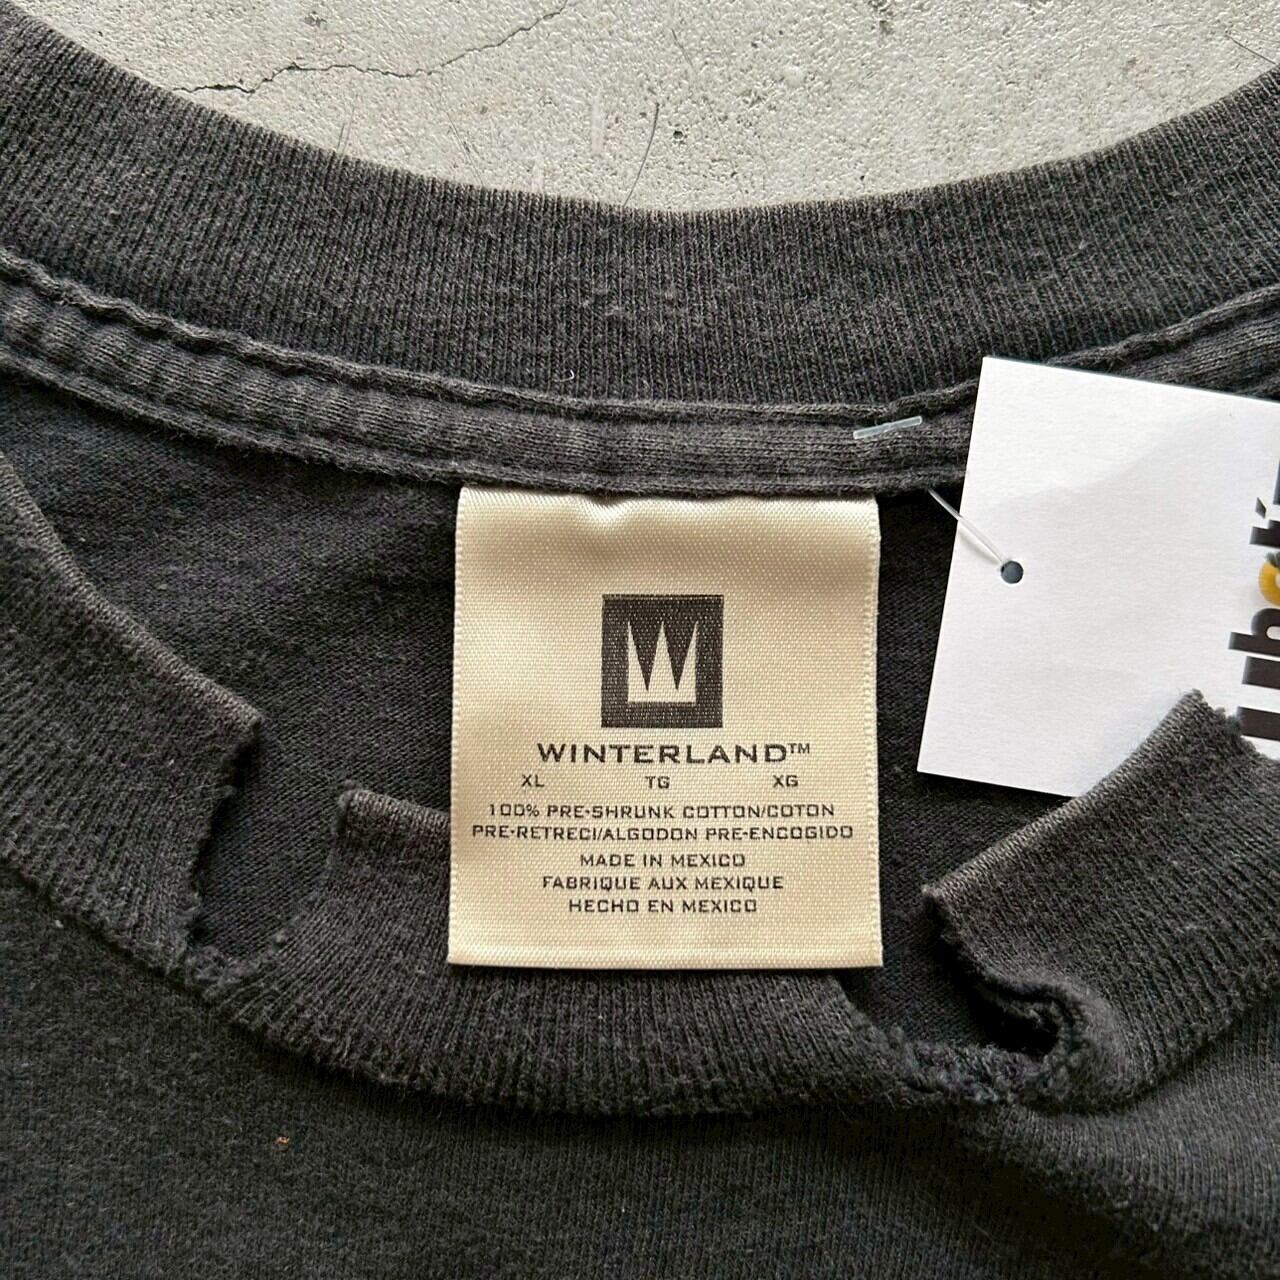 W
WINTERLAND™
XL TG XG
100% PRE-SHRUNK COTTON/COTON
PRE-RETRECI/ALGODON PRE-ENCOGIDO
MADE IN MEXICO
FABRIQUE AUX MEXIQUE
HECHO EN MEXICO